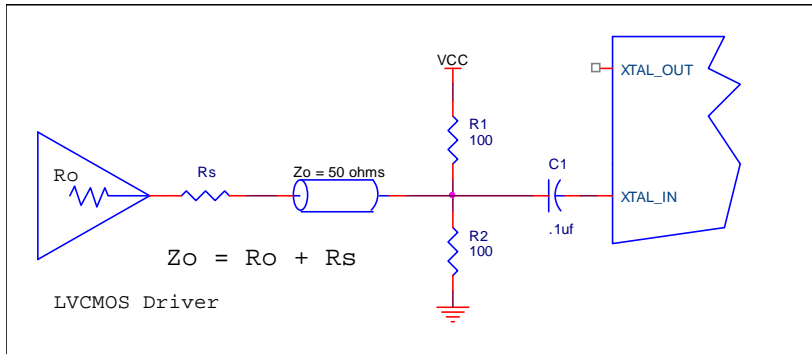 VCC
XTAL_OUT
R1
100
Ro
Rs
Zo = 50 ohms
C1
XTAL_IN
.1uf
R2
100
Zo = Ro + Rs
LVCMOS Driver